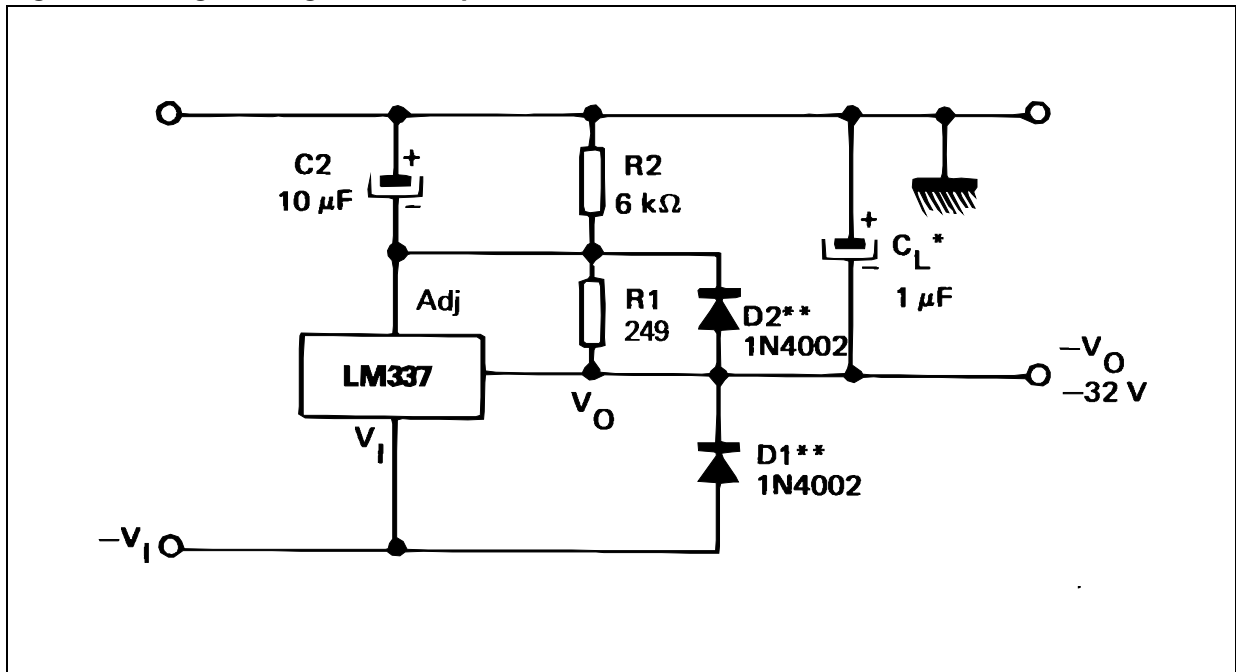 C2
10 μF
+
−
R2
6 kΩ
+
−
C_L*
1 μF
Adj
R1
249
D2**
1N4002
LM337
V_O
−V_O
−32 V
V_I
D1**
1N4002
−V_I